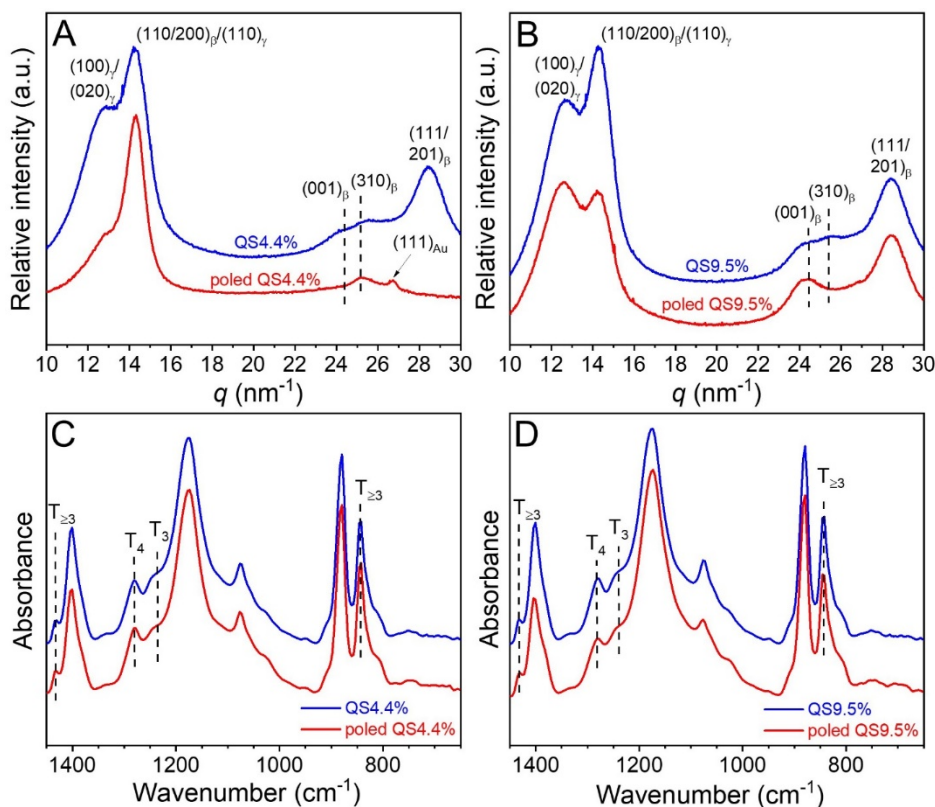 A
(110/200)β/(110)γ
(100)γ/
(020)γ
(111/
201)β
(001)β
(310)β
(111)Au
QS4.4%
poled QS4.4%
Relative intensity (a.u.)
10 12 14 16 18 20 22 24 26 28 30
q (nm-1)
B
(110/200)β/(110)γ
(100)γ/
(020)γ
(111/
201)β
(310)β
(001)β
QS9.5%
poled QS9.5%
Relative intensity (a.u.)
10 12 14 16 18 20 22 24 26 28 30
q (nm-1)
C
T≥3
T4
T3
T≥3
QS4.4%
poled QS4.4%
Absorbance
1400 1200 1000 800
Wavenumber (cm-1)
D
T≥3
T4
T3
T≥3
QS9.5%
poled QS9.5%
Absorbance
1400 1200 1000 800
Wavenumber (cm-1)